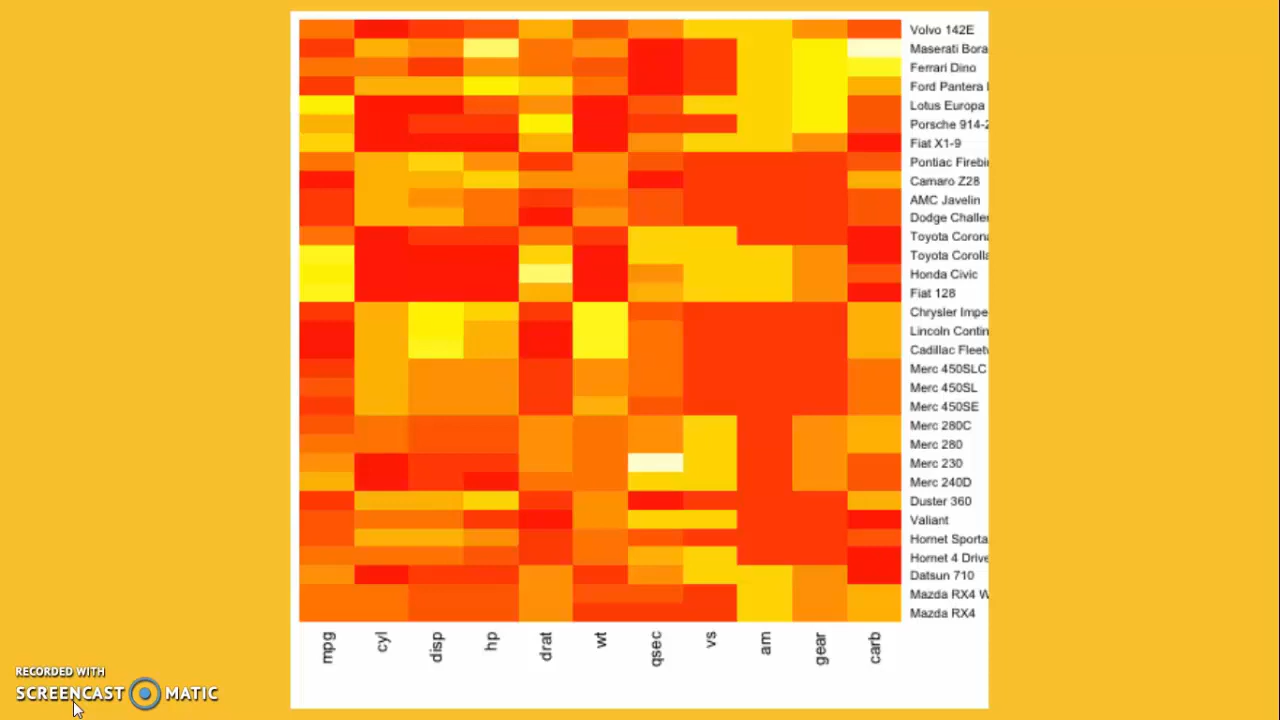 Volvo 142E
Maserati Bora
Ferrari Dino
Ford Pantera
Lotus Europa
Porsche 914-2
Fiat X1-9
Pontiac Firebi
Camaro Z28
AMC Javelin
Dodge Challer
Toyota Corona
Toyota Corolla
Honda Civic
Fiat 128
Chrysler Impe
Lincoln Contin
Cadillac Fleetw
Merc 450SLC
Merc 450SL
Merc 450SE
Merc 280C
Merc 280
Merc 230
Merc 240D
Duster 360
Valiant
Hornet Sporta
Hornet 4 Drive
Datsun 710
Mazda RX4 W
Mazda RX4
mpg cyl disp hp drat wt qsec vs am gear carb
RECORDED WITH
SCREENCAST MATIC